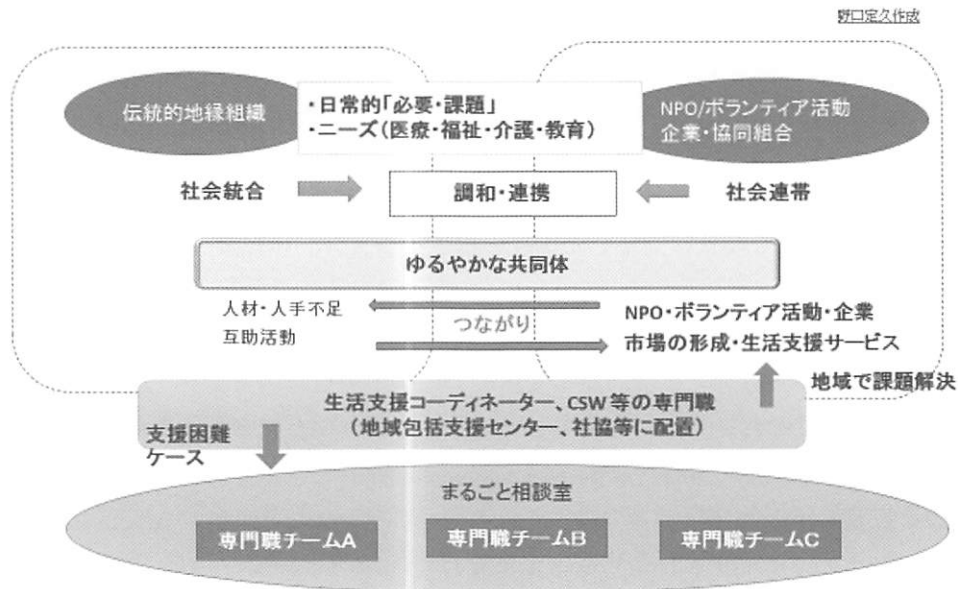 野口定久作成
伝統的地縁組織
・日常的「必要・課題」
・ニーズ(医療・福祉・介護・教育)
NPO/ボランティア活動
企業・協同組合
社会統合
調和・連携
社会連帯
ゆるやかな共同体
人材・人手不足
互助活動
つながり
NPO・ボランティア活動・企業
市場の形成・生活支援サービス
地域で課題解決
生活支援コーディネーター、CSW等の専門職
(地域包括支援センター、社協等に配置)
支援困難
ケース
まるごと相談室
専門職チームA
専門職チームB
専門職チームC